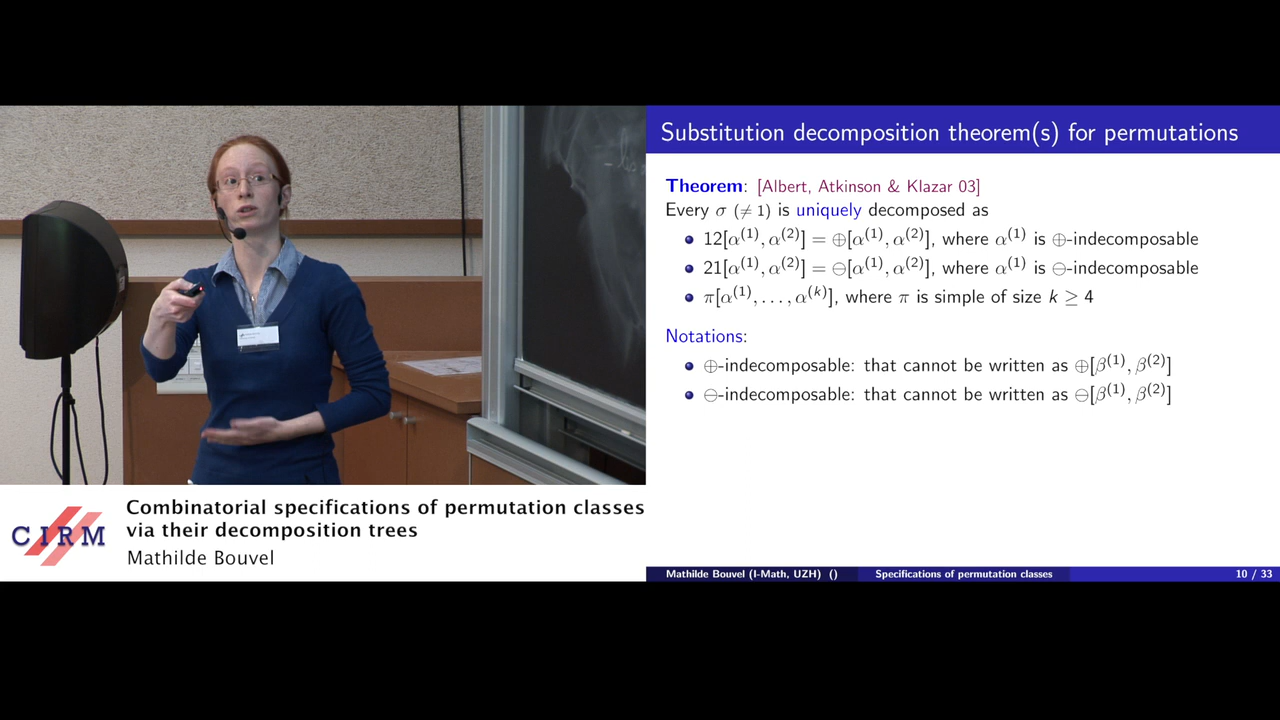 Substitution decomposition theorem(s) for permutations
Theorem: [Albert, Atkinson & Klazar 03]
Every σ (≠ 1) is uniquely decomposed as
12[α⁽¹⁾, α⁽²⁾] = ⊕[α⁽¹⁾, α⁽²⁾], where α⁽¹⁾ is ⊕-indecomposable
21[α⁽¹⁾, α⁽²⁾] = ⊖[α⁽¹⁾, α⁽²⁾], where α⁽¹⁾ is ⊖-indecomposable
π[α⁽¹⁾, . . . , α⁽ᵏ⁾], where π is simple of size k ≥ 4
Notations:
⊕-indecomposable: that cannot be written as ⊕[β⁽¹⁾, β⁽²⁾]
⊖-indecomposable: that cannot be written as ⊖[β⁽¹⁾, β⁽²⁾]
CIRM
Combinatorial specifications of permutation classes
via their decomposition trees
Mathilde Bouvel
Mathilde Bouvel (I-Math, UZH) () Specifications of permutation classes 10 / 33